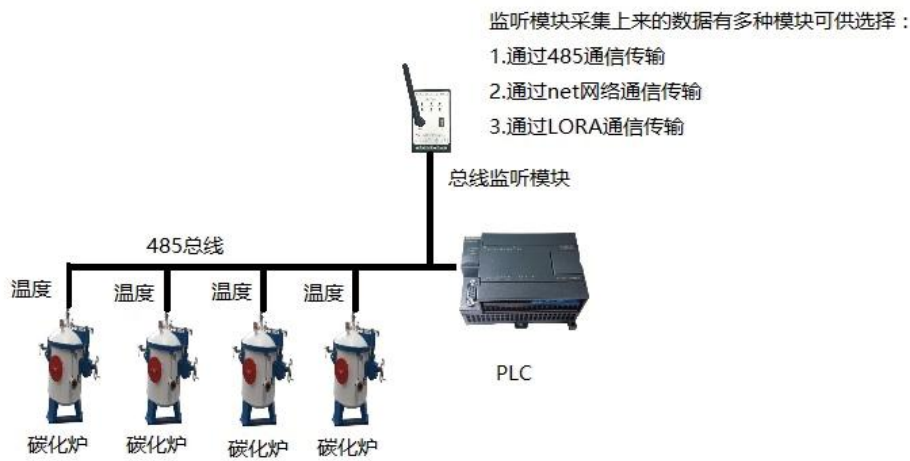 监听模块采集上来的数据有多种模块可供选择：
1.通过485通信传输
2.通过net网络通信传输
3.通过LORA通信传输
总线监听模块
485总线
温度
温度
温度
温度
PLC
碳化炉
碳化炉
碳化炉
碳化炉